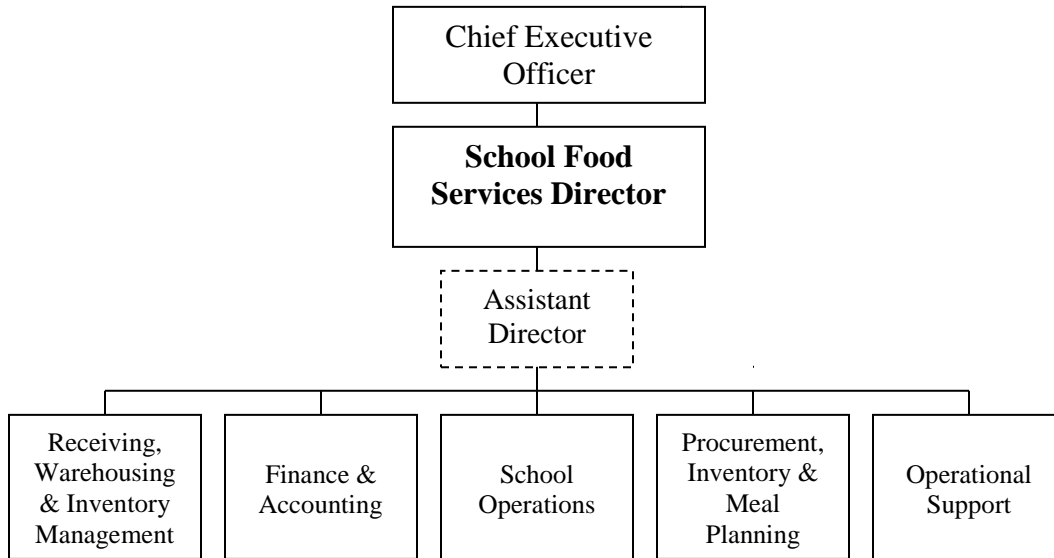 Chief Executive
Officer
School Food
Services Director
Assistant
Director
Receiving,
Warehousing
& Inventory
Management
Finance &
Accounting
School
Operations
Procurement,
Inventory &
Meal
Planning
Operational
Support